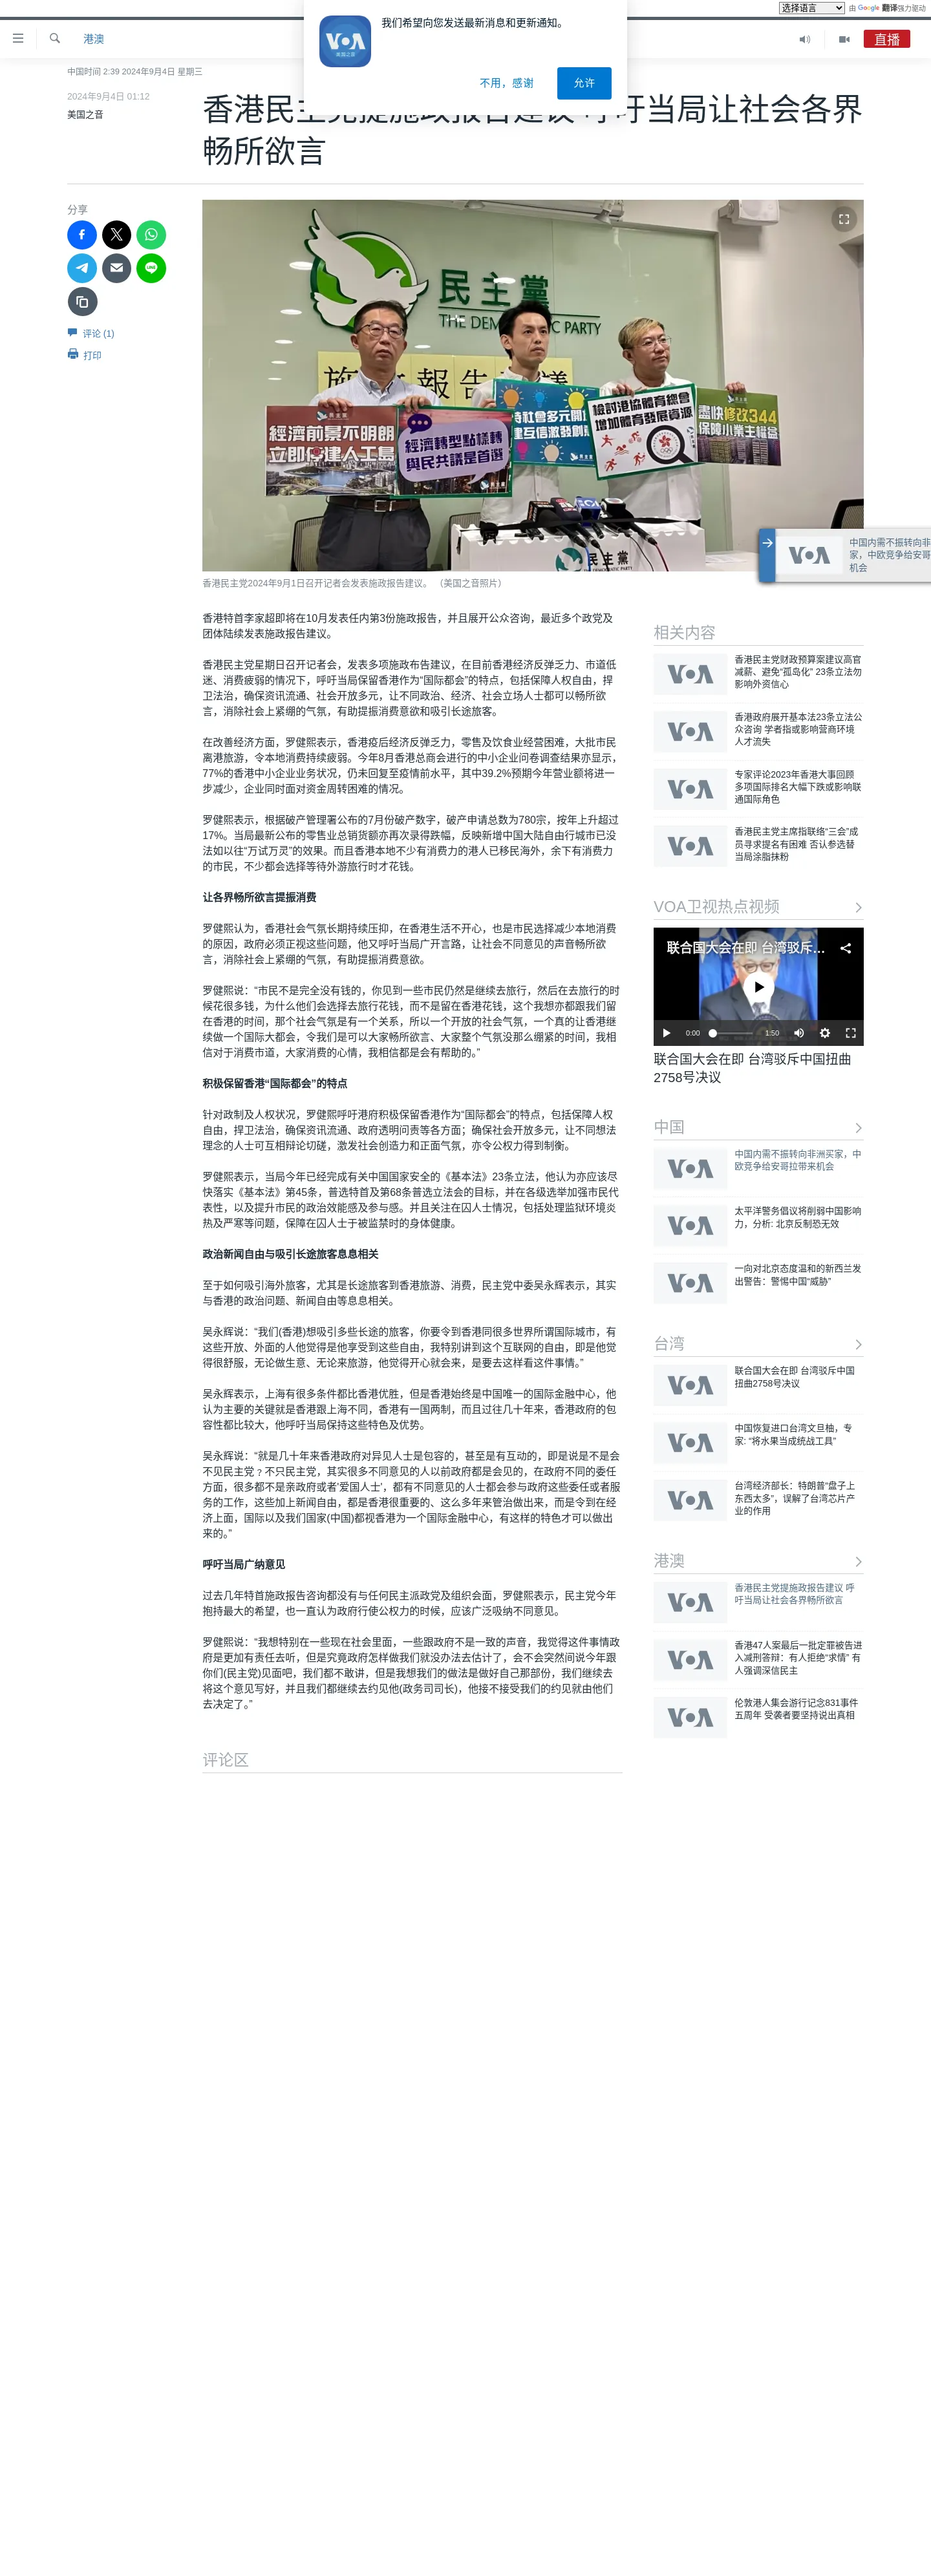 选择语言 由 Google 翻译强力驱动
我们希望向您发送最新消息和更新通知。
VOA
美国之音
不用，感谢
允许
港澳
直播
中国时间 2:39 2024年9月4日 星期三
2024年9月4日 01:12
美国之音
香港民主党提施政报告建议 呼吁当局让社会各界
畅所欲言
分享
评论 (1)
打印
民主黨
THE DEMOCRATIC PARTY
施政報告建議
經濟前景不明朗
立即停建人工島
經濟轉型點樣轉
與民共議是首選
檢討港協體育總會
增加體育發展資源
盡快修改344
保障小業主權益
民主黨
香港民主党2024年9月1日召开记者会发表施政报告建议。 （美国之音照片）
中国内需不振转向非
家，中欧竞争给安哥
机会
香港特首李家超即将在10月发表任内第3份施政报告，并且展开公众咨询，最近多个政党及
团体陆续发表施政报告建议。
香港民主党星期日召开记者会，发表多项施政布告建议，在目前香港经济反弹乏力、市道低
迷、消费疲弱的情况下，呼吁当局保留香港作为“国际都会”的特点，包括保障人权自由，捍
卫法治，确保资讯流通、社会开放多元，让不同政治、经济、社会立场人士都可以畅所欲
言，消除社会上紧绷的气氛，有助提振消费意欲和吸引长途旅客。
在改善经济方面，罗健熙表示，香港疫后经济反弹乏力，零售及饮食业经营困难，大批市民
离港旅游，令本地消费持续疲弱。今年8月香港总商会进行的中小企业问卷调查结果亦显示，
77%的香港中小企业业务状况，仍未回复至疫情前水平，其中39.2%预期今年营业额将进一
步减少，企业同时面对资金周转困难的情况。
罗健熙表示，根据破产管理署公布的7月份破产数字，破产申请总数为780宗，按年上升超过
17%。当局最新公布的零售业总销货额亦再次录得跌幅，反映新增中国大陆自由行城市已没
法如以往“万试万灵”的效果。而且香港本地不少有消费力的港人已移民海外，余下有消费力
的市民，不少都会选择等待外游旅行时才花钱。
让各界畅所欲言提振消费
罗健熙认为，香港社会气氛长期持续压抑，在香港生活不开心，也是市民选择减少本地消费
的原因，政府必须正视这些问题，他又呼吁当局广开言路，让社会不同意见的声音畅所欲
言，消除社会上紧绷的气氛，有助提振消费意欲。
罗健熙说：“市民不是完全没有钱的，你见到一些市民仍然是继续去旅行，然后在去旅行的时
候花很多钱，为什么他们会选择去旅行花钱，而不是留在香港花钱，这个我想亦都跟我们留
在香港的时间，那个社会气氛是有一个关系，所以一个开放的社会气氛，一个真的让香港继
续做一个国际大都会，令我们是可以大家畅所欲言、大家整个气氛没那么绷紧的时间，我相
信对于消费市道，大家消费的心情，我相信都是会有帮助的。”
积极保留香港“国际都会”的特点
针对政制及人权状况，罗健熙呼吁港府积极保留香港作为“国际都会”的特点，包括保障人权
自由，捍卫法治，确保资讯流通、政府透明问责等各方面；确保社会开放多元，让不同想法
理念的人士可互相辩论切磋，激发社会创造力和正面气氛，亦令公权力得到制衡。
罗健熙表示，当局今年已经完成有关中国国家安全的《基本法》23条立法，他认为亦应该尽
快落实《基本法》第45条，普选特首及第68条普选立法会的目标，并在各级选举加强市民代
表性，以及提升市民的政治效能感及参与感。并且关注在囚人士情况，包括处理监狱环境炎
热及严寒等问题，保障在囚人士于被监禁时的身体健康。
政治新闻自由与吸引长途旅客息息相关
至于如何吸引海外旅客，尤其是长途旅客到香港旅游、消费，民主党中委吴永辉表示，其实
与香港的政治问题、新闻自由等息息相关。
吴永辉说：“我们(香港)想吸引多些长途的旅客，你要令到香港同很多世界所谓国际城市，有
这些开放、外面的人他觉得是他享受到这些自由，我特别讲到这个互联网的自由，即是他觉
得很舒服，无论做生意、无论来旅游，他觉得开心就会来，是要去这样看这件事情。”
吴永辉表示，上海有很多条件都比香港优胜，但是香港始终是中国唯一的国际金融中心，他
认为主要的关键就是香港跟上海不同，香港有一国两制，而且过往几十年来，香港政府的包
容性都比较大，他呼吁当局保持这些特色及优势。
吴永辉说：“就是几十年来香港政府对异见人士是包容的，甚至是有互动的，即是说是不是会
不见民主党﹖不只民主党，其实很多不同意见的人以前政府都是会见的，在政府不同的委任
方面，很多都不是亲政府或者‘爱国人士’，都有不同意见的人士都会参与政府这些委任或者服
务的工作，这些加上新闻自由，都是香港很重要的、这么多年来管治做出来，而是令到在经
济上面，国际以及我们国家(中国)都视香港为一个国际金融中心，有这样的特色才可以做出
来的。”
呼吁当局广纳意见
过去几年特首施政报告咨询都没有与任何民主派政党及组织会面，罗健熙表示，民主党今年
抱持最大的希望，也一直认为政府行使公权力的时候，应该广泛吸纳不同意见。
罗健熙说：“我想特别在一些现在社会里面，一些跟政府不是一致的声音，我觉得这件事情政
府是更加有责任去听，但是究竟政府怎样做我们就没办法去估计了，会不会突然间说今年跟
你们(民主党)见面吧，我们都不敢讲，但是我想我们的做法是做好自己那部份，我们继续去
将这个意见写好，并且我们都继续去约见他(政务司司长)，他接不接受我们的约见就由他们
去决定了。”
评论区
相关内容
香港民主党财政预算案建议高官
减薪、避免“孤岛化” 23条立法勿
影响外资信心
香港政府展开基本法23条立法公
众咨询 学者指或影响营商环境
人才流失
专家评论2023年香港大事回顾
多项国际排名大幅下跌或影响联
通国际角色
香港民主党主席指联络“三会”成
员寻求提名有困难 否认参选替
当局涂脂抹粉
VOA卫视热点视频
联合国大会在即 台湾驳斥...
0:00
1:50
联合国大会在即 台湾驳斥中国扭曲
2758号决议
中国
中国内需不振转向非洲买家，中
欧竞争给安哥拉带来机会
太平洋警务倡议将削弱中国影响
力，分析: 北京反制恐无效
一向对北京态度温和的新西兰发
出警告：警惕中国“威胁”
台湾
联合国大会在即 台湾驳斥中国
扭曲2758号决议
中国恢复进口台湾文旦柚，专
家: “将水果当成统战工具”
台湾经济部长：特朗普“盘子上
东西太多”，误解了台湾芯片产
业的作用
港澳
香港民主党提施政报告建议 呼
吁当局让社会各界畅所欲言
香港47人案最后一批定罪被告进
入减刑答辩：有人拒绝“求情” 有
人强调深信民主
伦敦港人集会游行记念831事件
五周年 受袭者要坚持说出真相